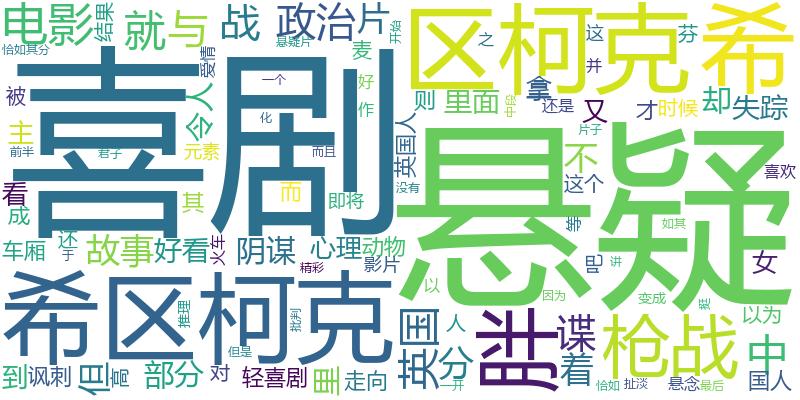 电影
结果
就与
战
政治片
悬疑片
开始
区柯克
希
之
这
芬
恰如其分
爱情
喜剧
被
令人
一个
化
麦
好
作
则
里面
拿
还是
并
又
才
时候
却
失踪
主
前半
君子
元素
而且
英国人
中段
片子
看
其
而
即将
没有
悬疑
不
这个
喜欢
成
还
于
等
如其
车厢
故事
好看
火车
阴谋
心理
动物
精彩
影片
吧
讲
女
以
因为
变成
挺
希区柯克
推理
批判
英国
人
胖
谍
枪战
以为
中
到
讽刺
但
高
部分
对
但是
轻喜剧
里
走向
分
一开
着
恰如
扯淡
悬念
最后
国人